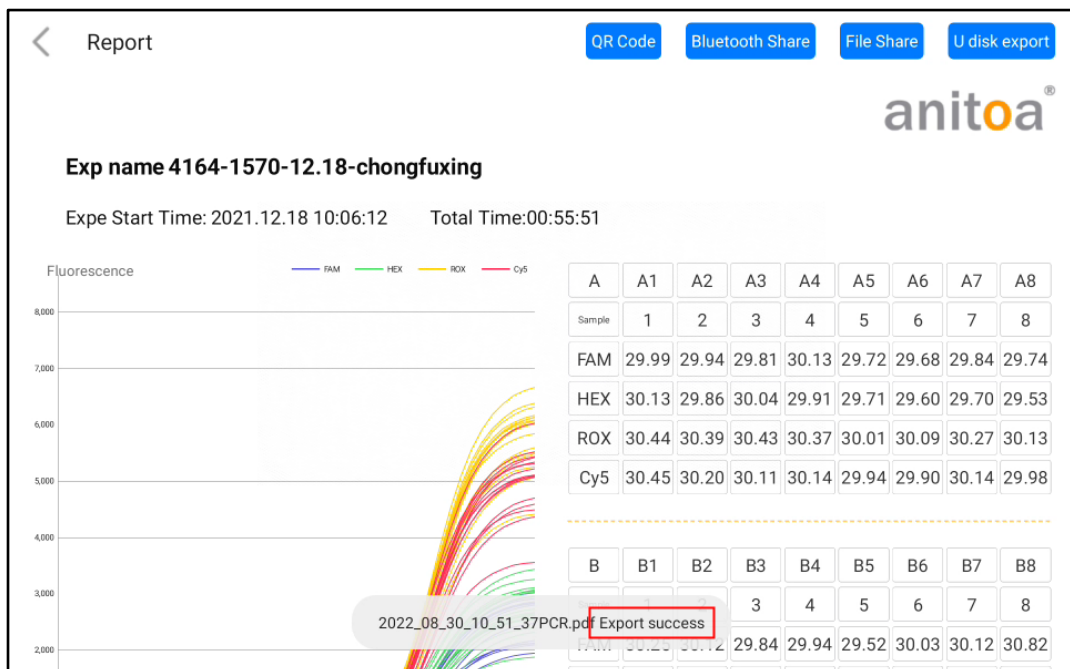 Report
QR Code
Bluetooth Share
File Share
U disk export
anitoa®
Exp name 4164-1570-12.18-chongfuxing
Expe Start Time: 2021.12.18 10:06:12 Total Time:00:55:51
Fluorescence
FAM HEX ROX Cy5
8,000
7,000
6,000
5,000
4,000
3,000
2,000
A A1 A2 A3 A4 A5 A6 A7 A8
Sample 1 2 3 4 5 6 7 8
FAM 29.99 29.94 29.81 30.13 29.72 29.68 29.84 29.74
HEX 30.13 29.86 30.04 29.91 29.71 29.60 29.70 29.53
ROX 30.44 30.39 30.43 30.37 30.01 30.09 30.27 30.13
Cy5 30.45 30.20 30.11 30.14 29.94 29.90 30.14 29.98
B B1 B2 B3 B4 B5 B6 B7 B8
1 2 3 4 5 6 7 8
FAM 30.25 29.84 29.94 29.52 30.03 30.12 30.82
2022_08_30_10_51_37PCR.pdf Export success